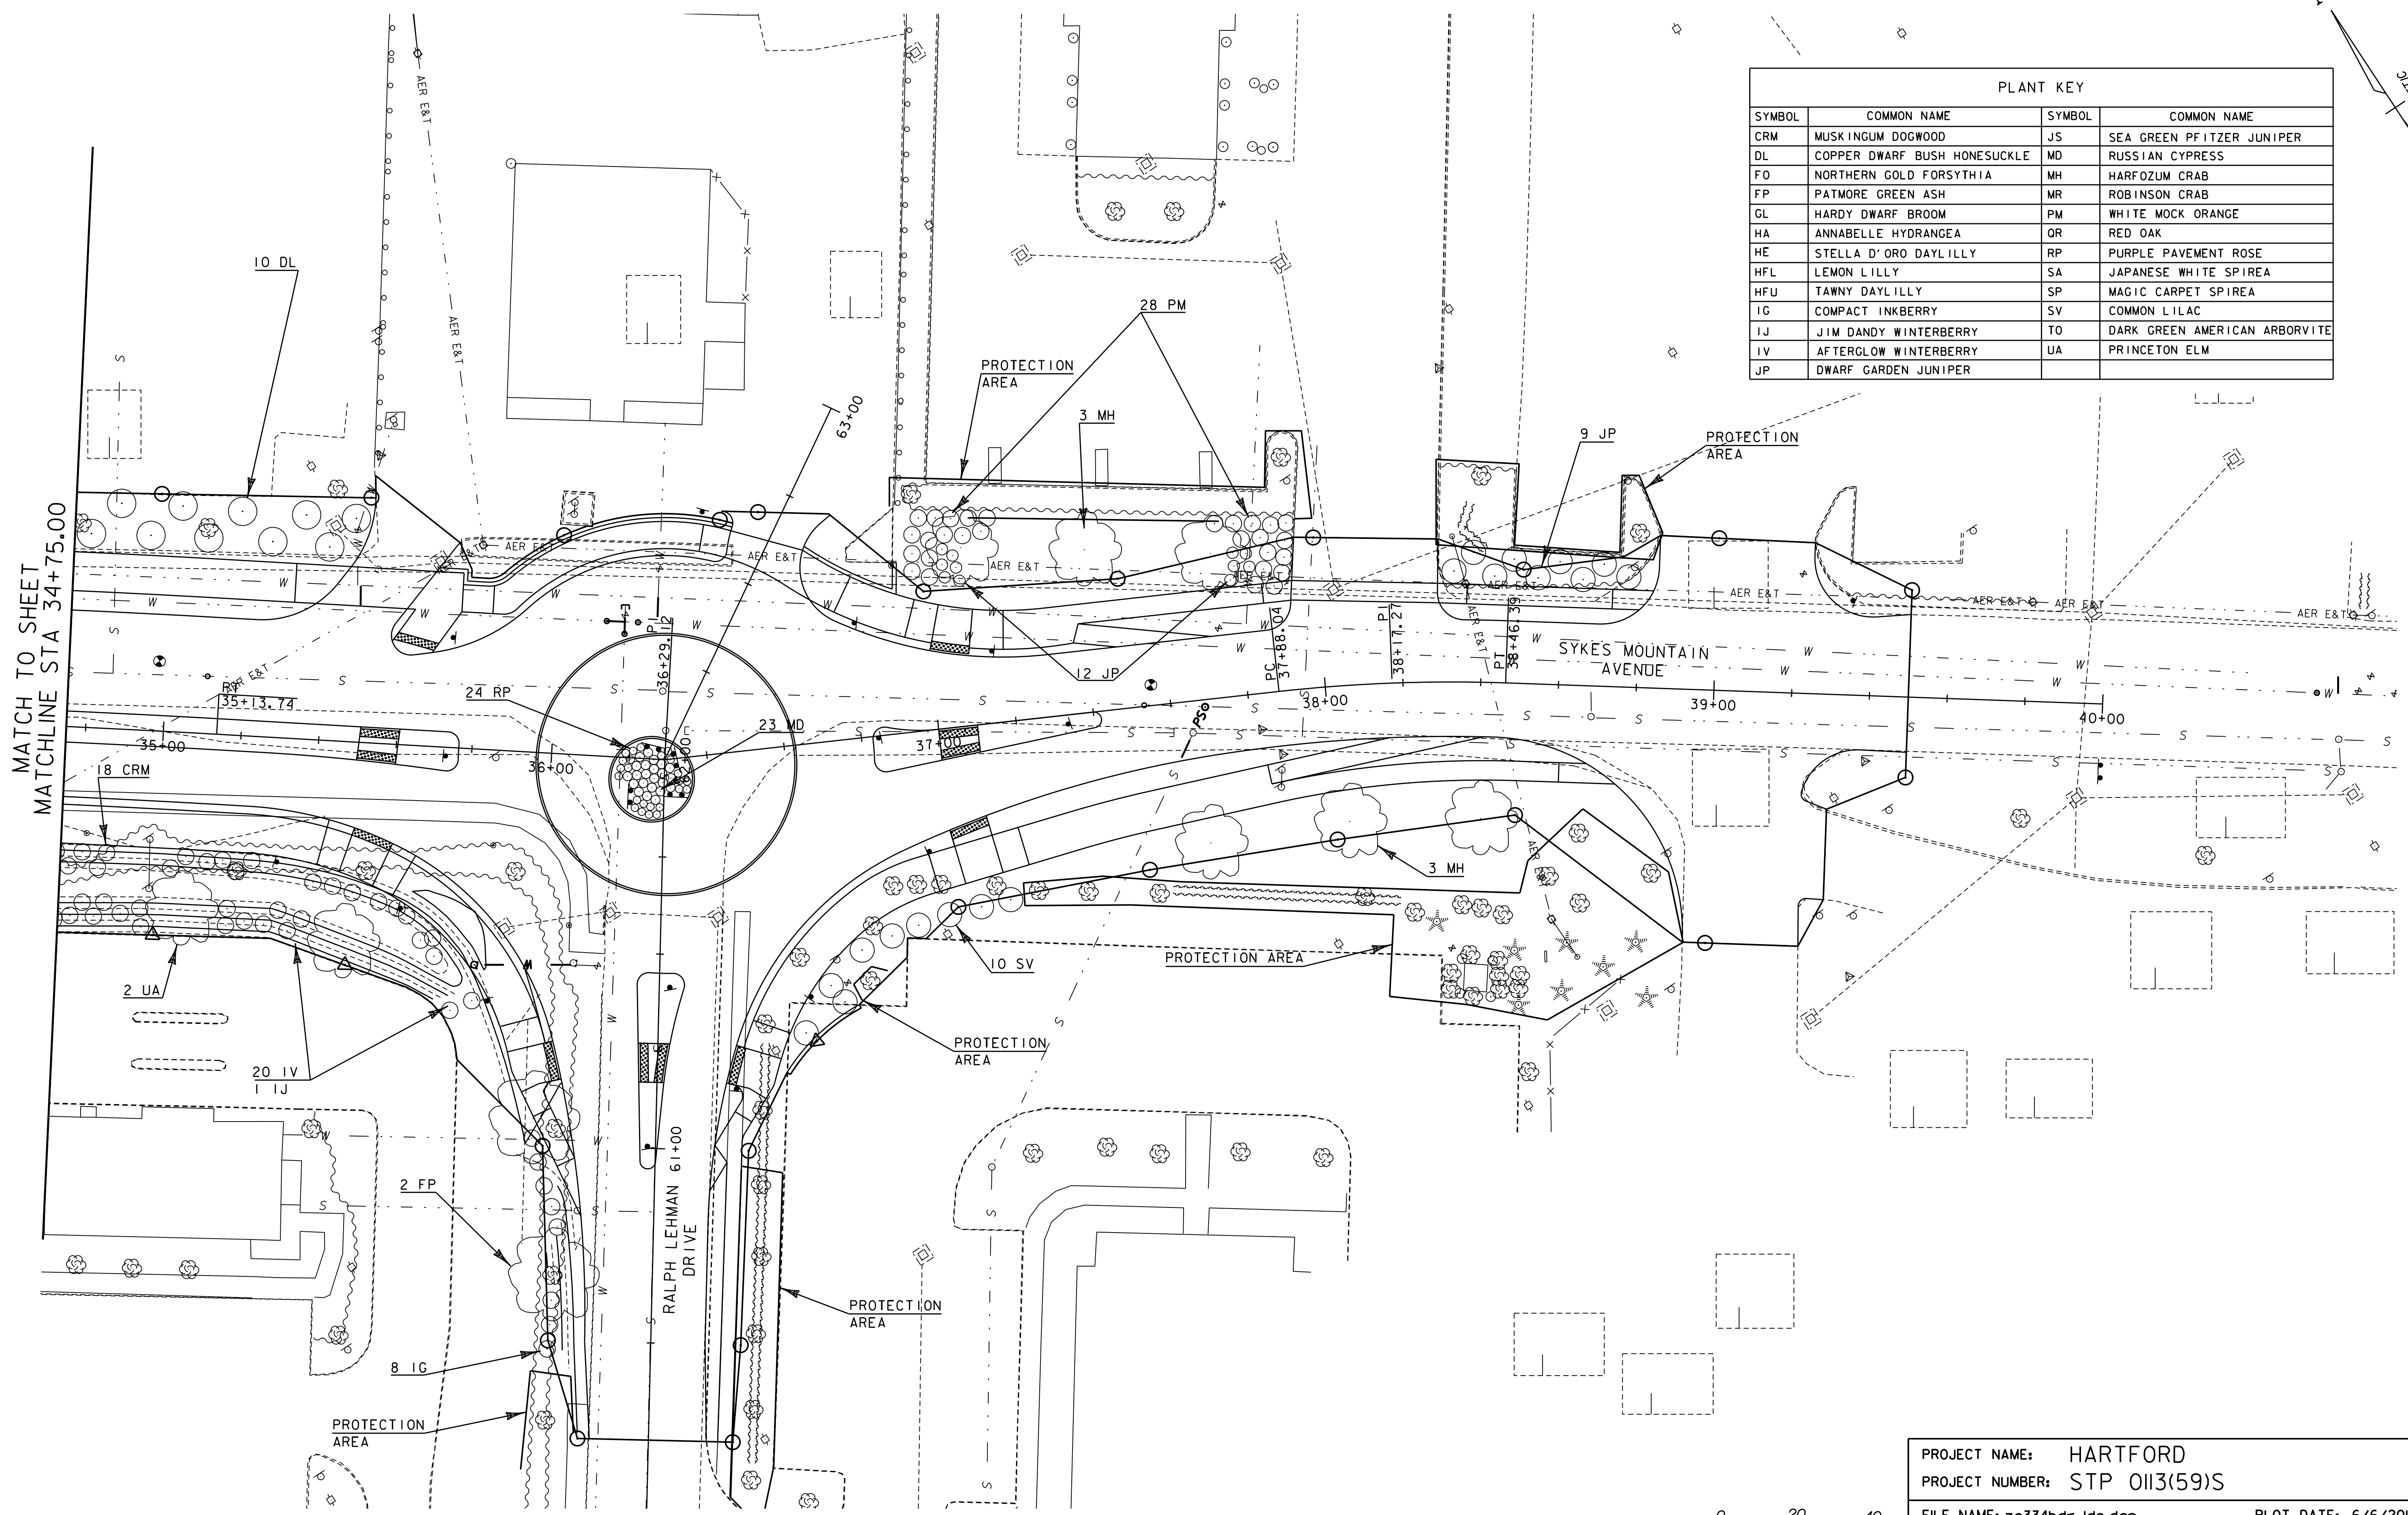 PLANT KEY
SYMBOL COMMON NAME SYMBOL COMMON NAME
CRM MUSKINGUM DOGWOOD JS SEA GREEN PFITZER JUNIPER
DL COPPER DWARF BUSH HONESUCKLE MD RUSSIAN CYPRESS
FO NORTHERN GOLD FORSYTHIA MH HARFOZUM CRAB
FP PATMORE GREEN ASH MR ROBINSON CRAB
GL HARDY DWARF BROOM PM WHITE MOCK ORANGE
HA ANNABELLE HYDRANGEA QR RED OAK
HE STELLA D'ORO DAYLILLY RP PURPLE PAVEMENT ROSE
HFL LEMON LILLY SA JAPANESE WHITE SPIREA
HFU TAWNY DAYLILLY SP MAGIC CARPET SPIREA
IG COMPACT INKBERRY SV COMMON LILAC
IJ JIM DANDY WINTERBERRY TO DARK GREEN AMERICAN ARBORVITE
IV AFTERGLOW WINTERBERRY UA PRINCETON ELM
JP DWARF GARDEN JUNIPER
AER E&T
AER E&T
10 DL
28 PM
PROTECTION
AREA
3 MH
63+00
9 JP
PROTECTION
AREA
MATCH TO SHEET
MATCHLINE STA 34+75.00
AER E&T
AER E&T
AER E&T
AER E&T
AER E&T
AER E&T
AER E&T
AER E&T
AER E&T
AER E&T
AER E&T
AER E&T
PI
36+29.12
12 JP
PC
37+88.04
PI
38+17.27
PT
38+46.39
SYKES MOUNTAIN
AVENUE
35+13.74
24 RP
23 MD
35+00
36+00
37+00
38+00
39+00
40+00
PS
18 CRM
3 MH
AER E&T
2 UA
10 SV
PROTECTION AREA
PROTECTION
AREA
20 IV
1 IJ
2 FP
RALPH LEHMAN 61+00
DRIVE
PROTECTION
AREA
8 IG
PROTECTION
AREA
PROJECT NAME: HARTFORD
PROJECT NUMBER: STP 0113(59)S